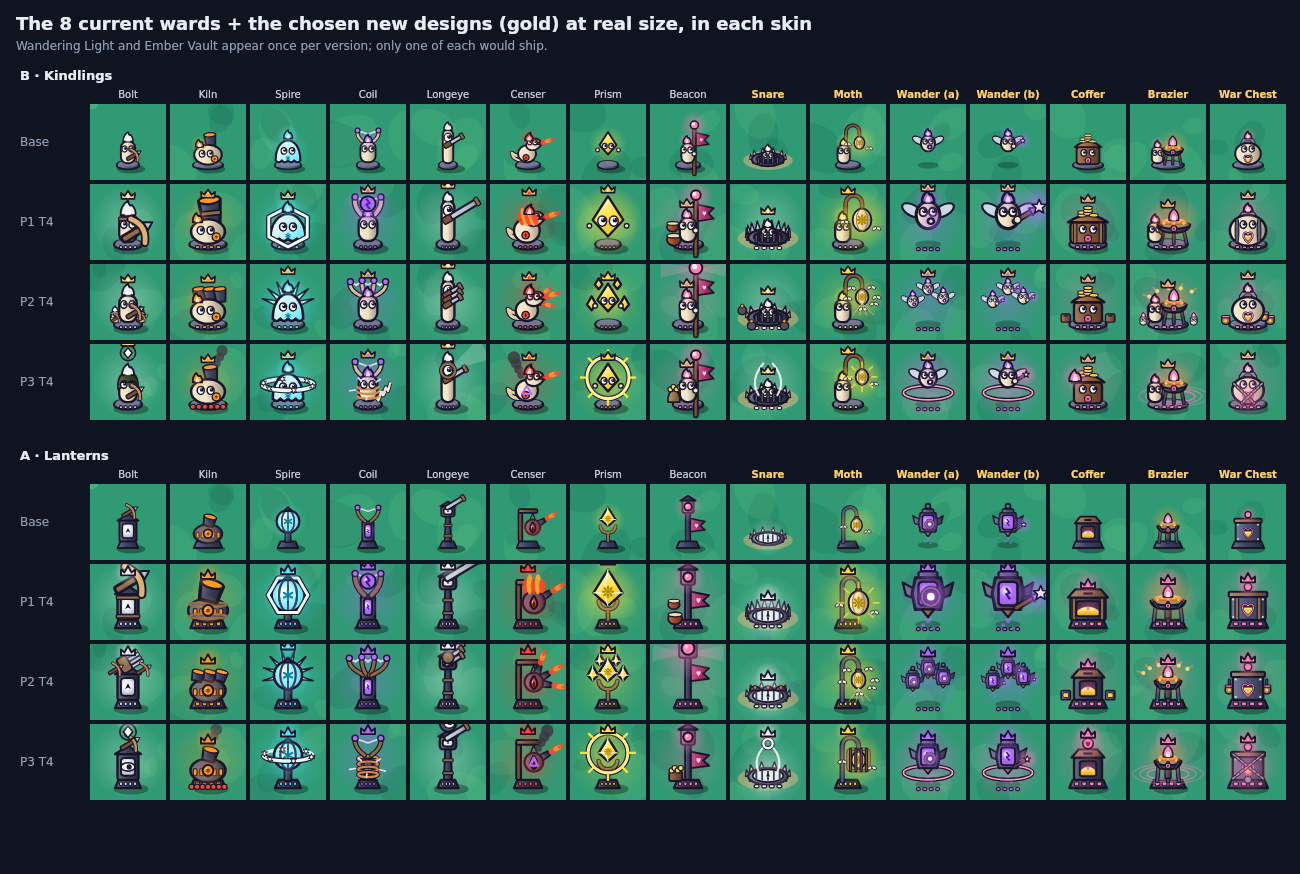 The 8 current wards + the chosen new designs (gold) at real size, in each skin
Wandering Light and Ember Vault appear once per version; only one of each would ship.
B · Kindlings
Bolt Kiln Spire Coil Longeye Censer Prism Beacon Snare Moth Wander (a) Wander (b) Coffer Brazier War Chest
Base
P1 T4
P2 T4
P3 T4
A · Lanterns
Bolt Kiln Spire Coil Longeye Censer Prism Beacon Snare Moth Wander (a) Wander (b) Coffer Brazier War Chest
Base
P1 T4
P2 T4
P3 T4